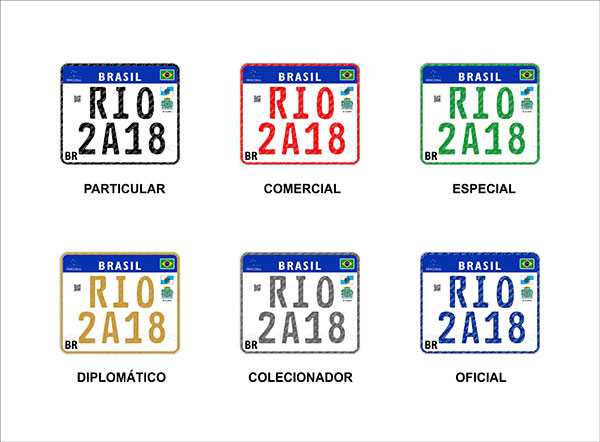 BRASIL
RIO
2A18
BR
PARTICULAR
BRASIL
RIO
2A18
BR
COMERCIAL
BRASIL
RIO
2A18
BR
ESPECIAL
BRASIL
RIO
2A18
BR
DIPLOMÁTICO
BRASIL
RIO
2A18
BR
COLECIONADOR
BRASIL
RIO
2A18
BR
OFICIAL